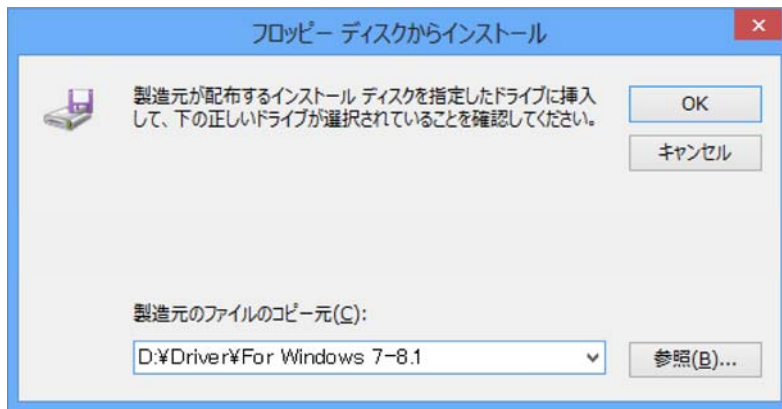 フロッピー ディスクからインストール
製造元が配布するインストール ディスクを指定したドライブに挿入
して、下の正しいドライブが選択されていることを確認してください。
OK
キャンセル
製造元のファイルのコピー元(C):
D:¥Driver¥For Windows 7-8.1
参照(B)...